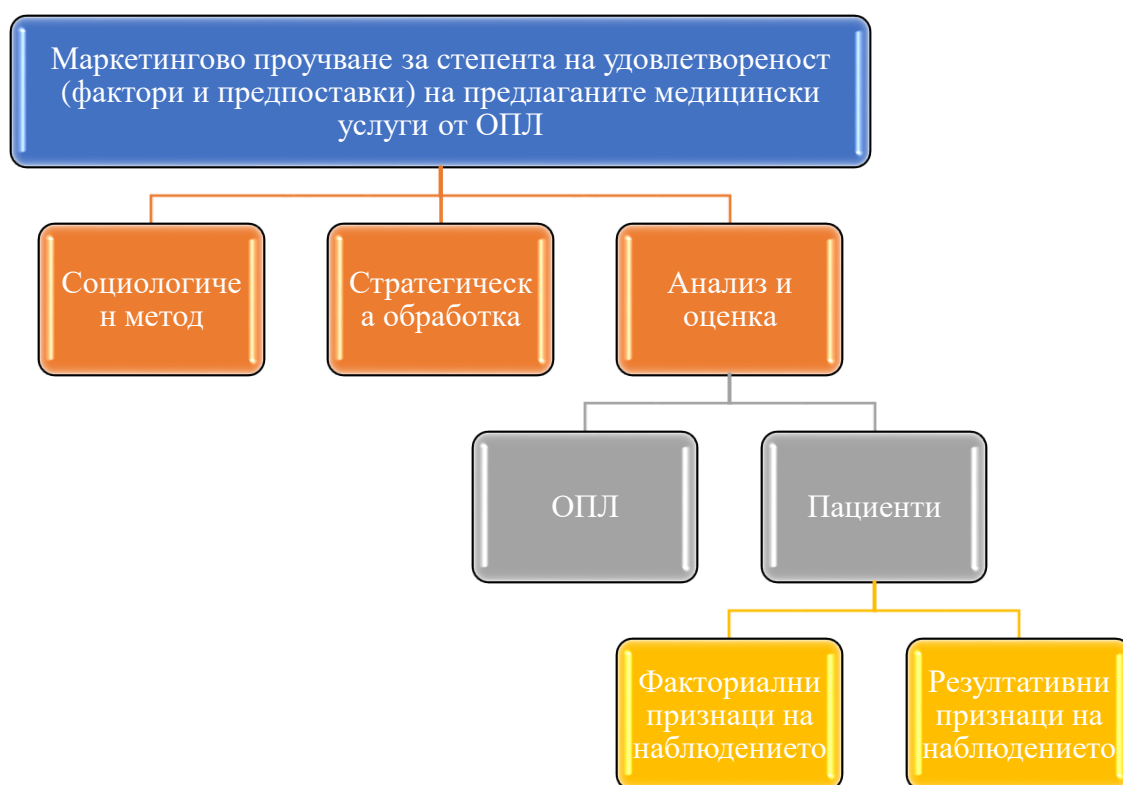 Маркетингово проучване за степента на удовлетвореност
(фактори и предпоставки) на предлаганите медицински
услуги от ОПЛ
Социологиче
н метод
Стратегическ
а обработка
Анализ и
оценка
ОПЛ
Пациенти
Факториални
признаци на
наблюдението
Резултативни
признаци на
наблюдението